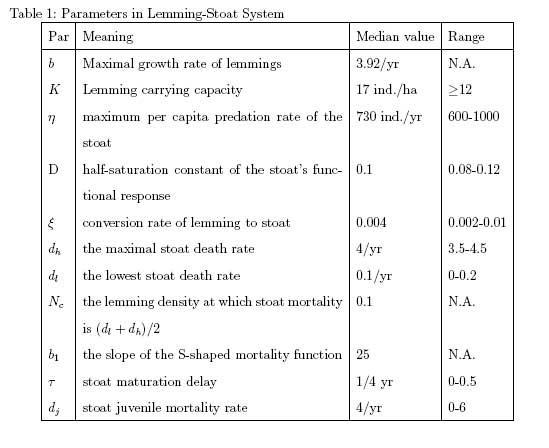 Table 1: Parameters in Lemming-Stoat System
Par Meaning Median value Range
b Maximal growth rate of lemmings 3.92/yr N.A.
K Lemming carrying capacity 17 ind./ha ≥12
η maximum per capita predation rate of the 730 ind./yr 600-1000
stoat
D half-saturation constant of the stoat's func- 0.1 0.08-0.12
tional response
ξ conversion rate of lemming to stoat 0.004 0.002-0.01
d_h the maximal stoat death rate 4/yr 3.5-4.5
d_l the lowest stoat death rate 0.1/yr 0-0.2
N_c the lemming density at which stoat mortality 0.1 N.A.
is (d_l + d_h)/2
b_1 the slope of the S-shaped mortality function 25 N.A.
τ stoat maturation delay 1/4 yr 0-0.5
d_j stoat juvenile mortality rate 4/yr 0-6